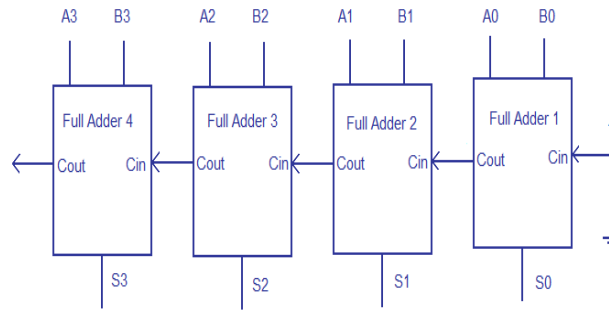 A3 B3 A2 B2 A1 B1 A0 B0
Full Adder 4 Full Adder 3 Full Adder 2 Full Adder 1
Cout Cin Cout Cin Cout Cin Cout Cin
S3 S2 S1 S0